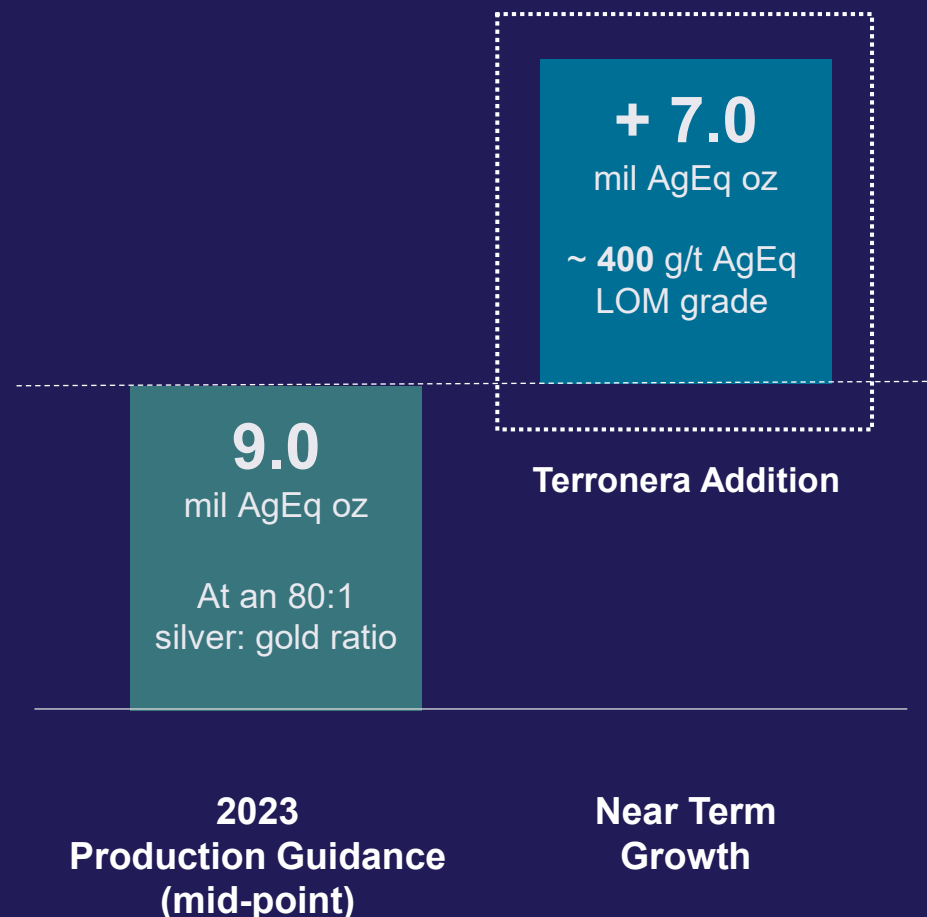 + 7.0
mil AgEq oz
~ 400 g/t AgEq
LOM grade
Terronera Addition
9.0
mil AgEq oz
At an 80:1
silver: gold ratio
2023
Production Guidance
(mid-point)
Near Term
Growth